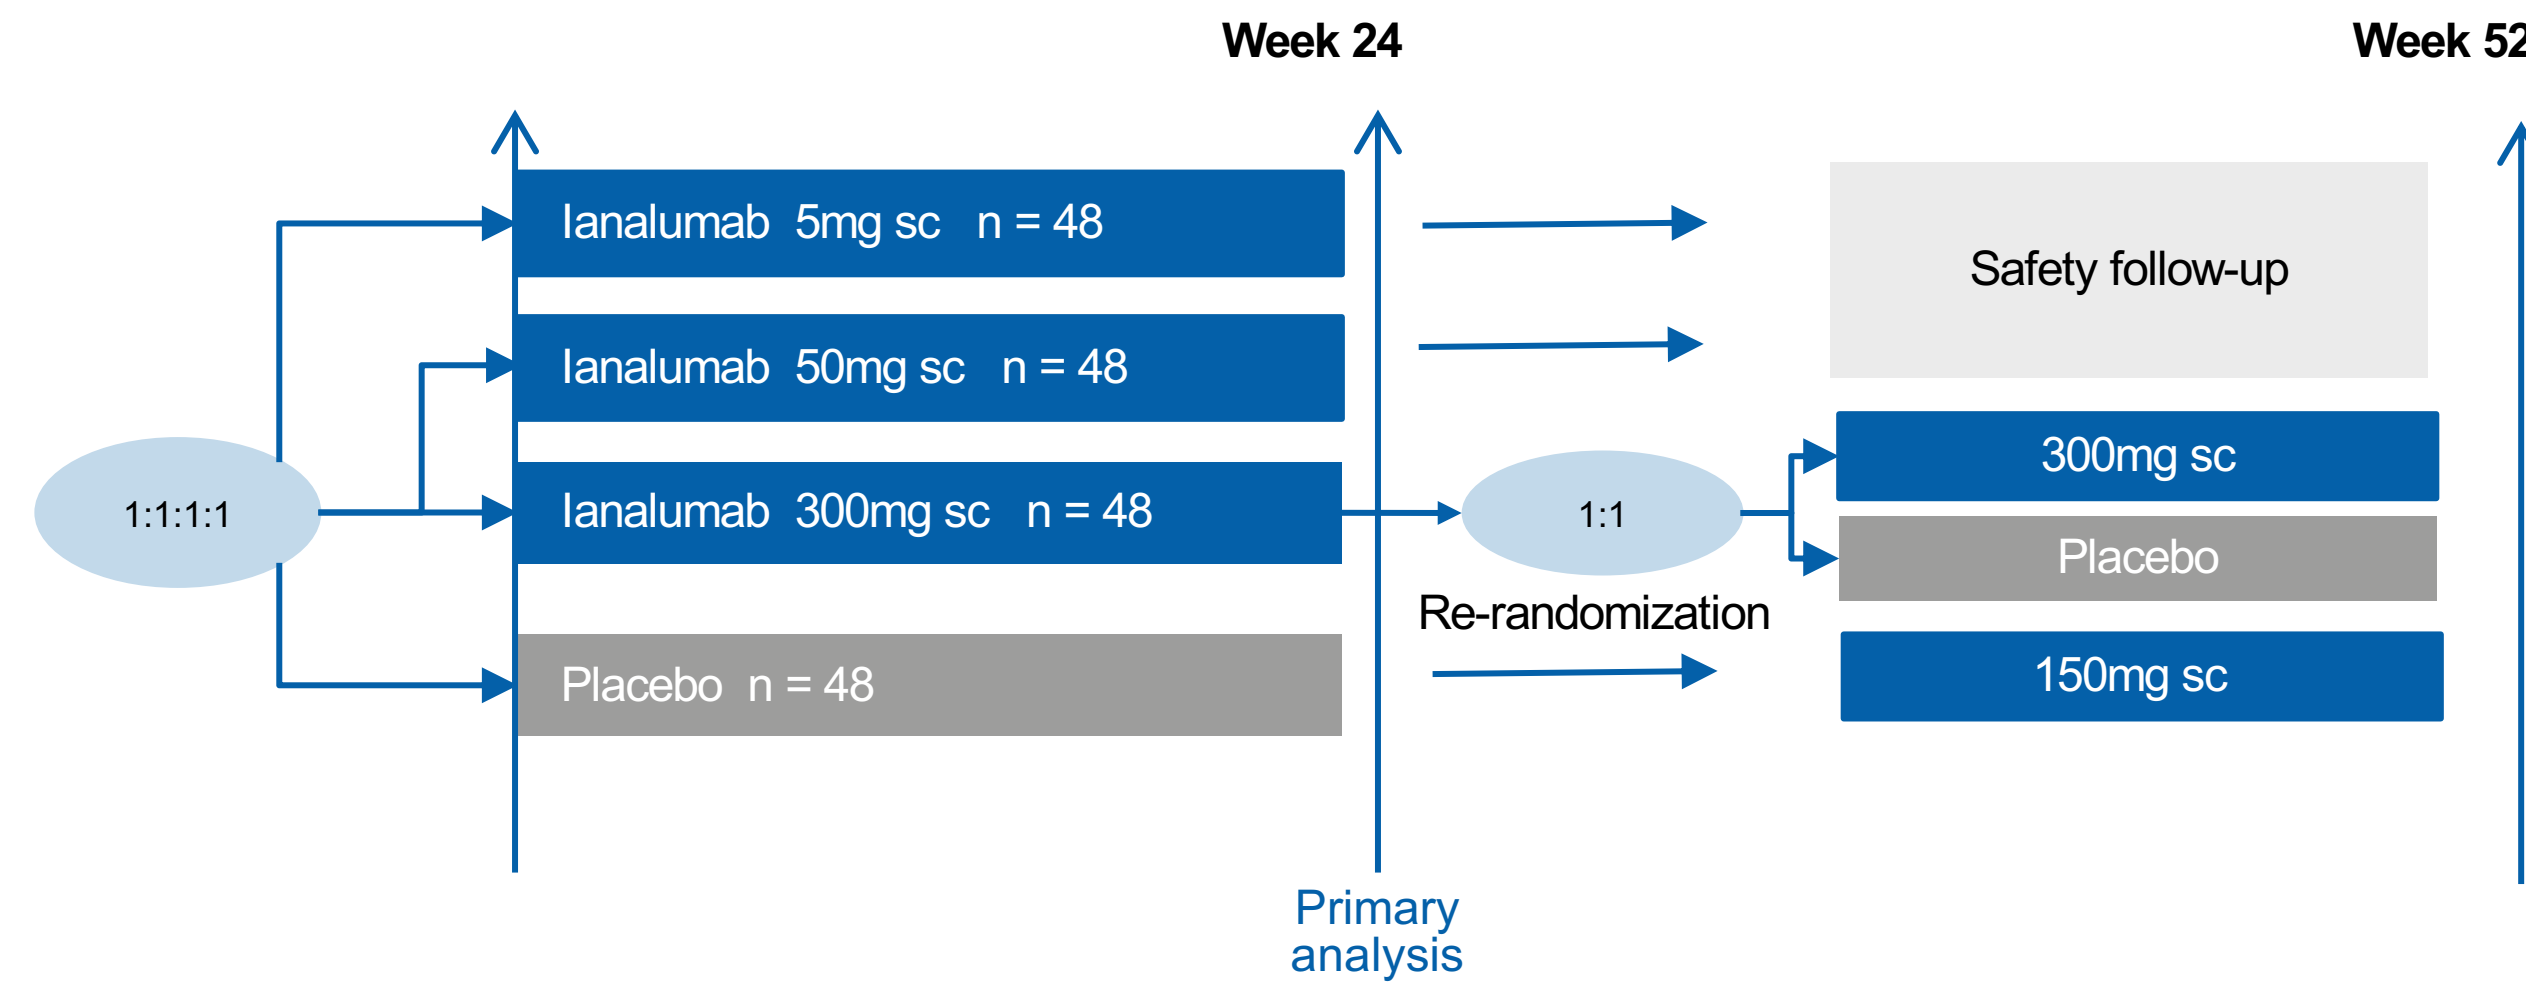 Week 24
Week 52
Ianalumab 5mg sc n = 48
Ianalumab 50mg sc n = 48
Ianalumab 300mg sc n = 48
Placebo n = 48
1:1:1:1
Safety follow-up
1:1
Re-randomization
300mg sc
Placebo
150mg sc
Primary
analysis